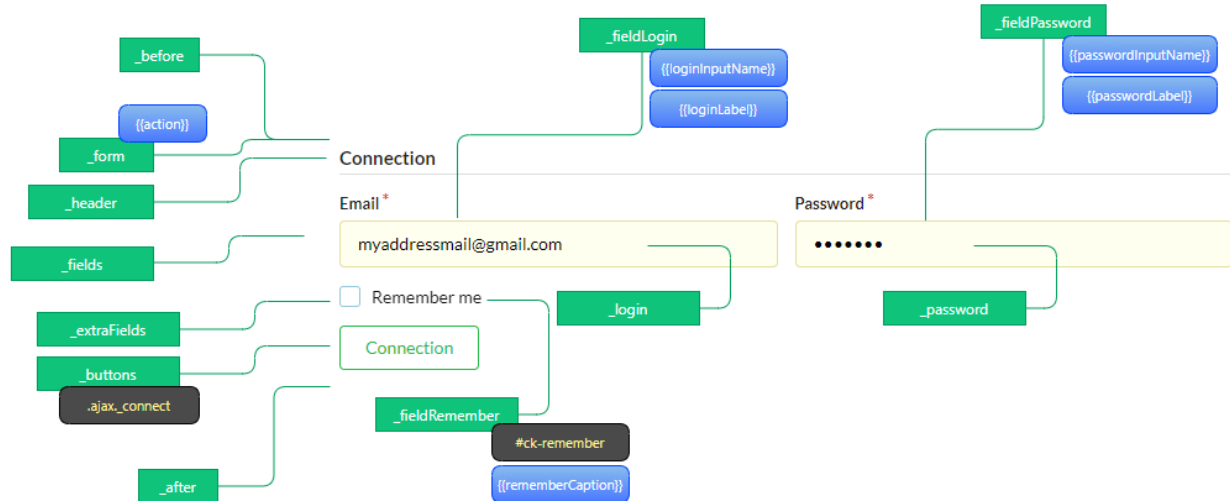 _fieldPassword
_fieldLogin
_before
{{passwordInputName}}
{{loginInputName}}
{{passwordLabel}}
{{loginLabel}}
{{action}}
_form
Connection
_header
Email *
Password *
myaddressmail@gmail.com
•••••••
_fields
Remember me
_login
_password
_extraFields
Connection
_buttons
.ajax._connect
_fieldRemember
#ck-remember
_after
{{rememberCaption}}